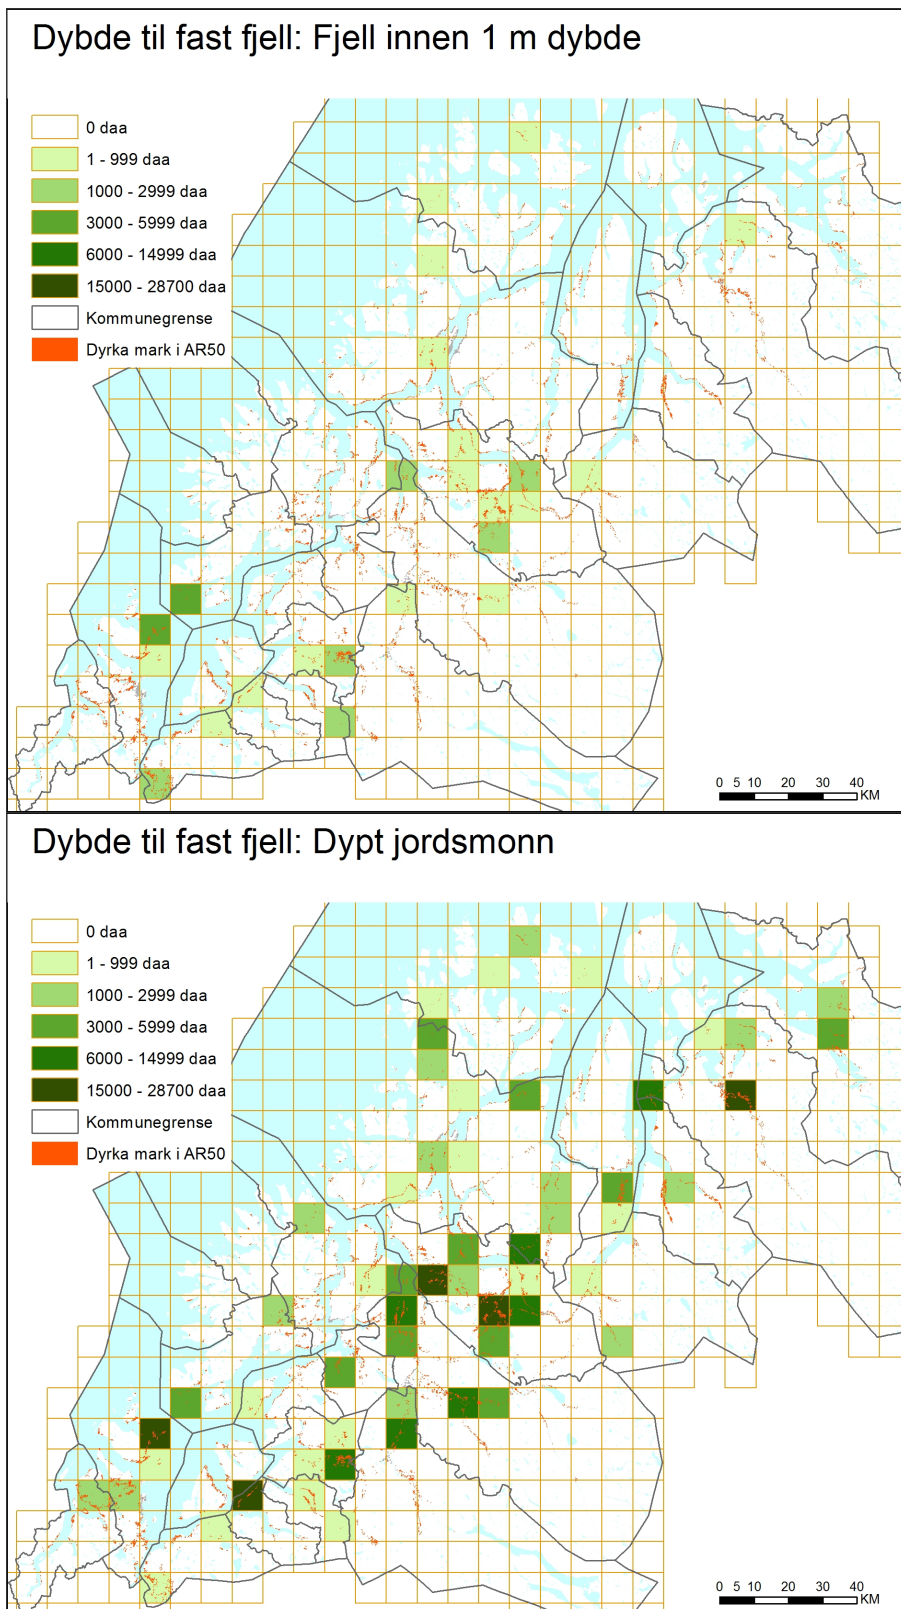 Dybde til fast fjell: Fjell innen 1 m dybde
0 daa
1 - 999 daa
1000 - 2999 daa
3000 - 5999 daa
6000 - 14999 daa
15000 - 28700 daa
Kommunegrense
Dyrka mark i AR50
0 5 10 20 30 40
KM
Dybde til fast fjell: Dypt jordsmonn
0 daa
1 - 999 daa
1000 - 2999 daa
3000 - 5999 daa
6000 - 14999 daa
15000 - 28700 daa
Kommunegrense
Dyrka mark i AR50
0 5 10 20 30 40
KM